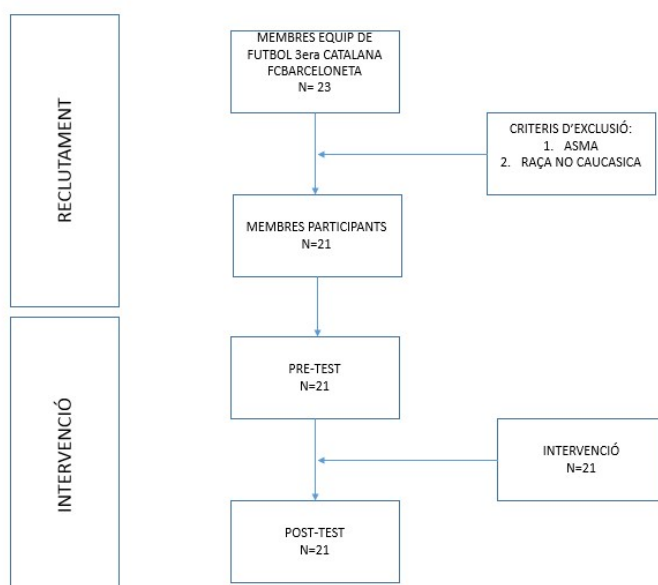 RECLUTAMENT
MEMBRES EQUIP DE
FUTBOL 3era CATALANA
FCBARCELONETA
N= 23
CRITERIS D'EXCLUSIÓ:
1. ASMA
2. RAÇA NO CAUCASICA
MEMBRES PARTICIPANTS
N=21
INTERVENCIÓ
PRE-TEST
N=21
INTERVENCIÓ
N=21
POST-TEST
N=21